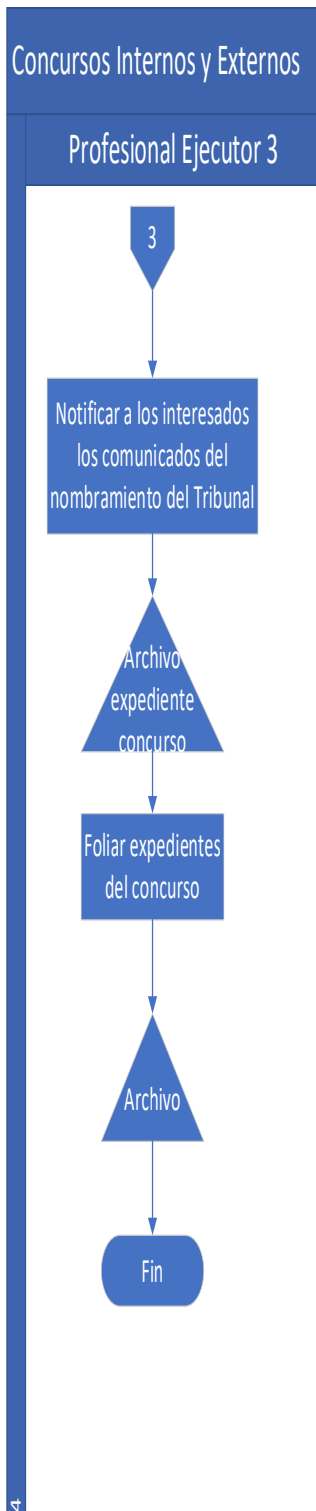 Concursos Internos y Externos
Profesional Ejecutor 3
3
Notificar a los interesados
los comunicados del
nombramiento del Tribunal
Archivo
expediente
concurso
Foliar expedientes
del concurso
Archivo
Fin
4